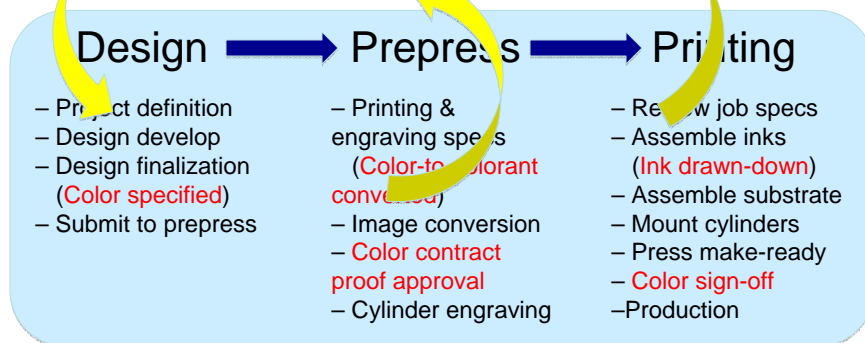 Design
Prepress
Printing
– Project definition
– Design develop
– Design finalization
(Color specified)
– Submit to prepress
– Printing &
engraving specs
(Color-to-colorant
converted)
– Image conversion
– Color contract
proof approval
– Cylinder engraving
– Review job specs
– Assemble inks
(Ink drawn-down)
– Assemble substrate
– Mount cylinders
– Press make-ready
– Color sign-off
–Production